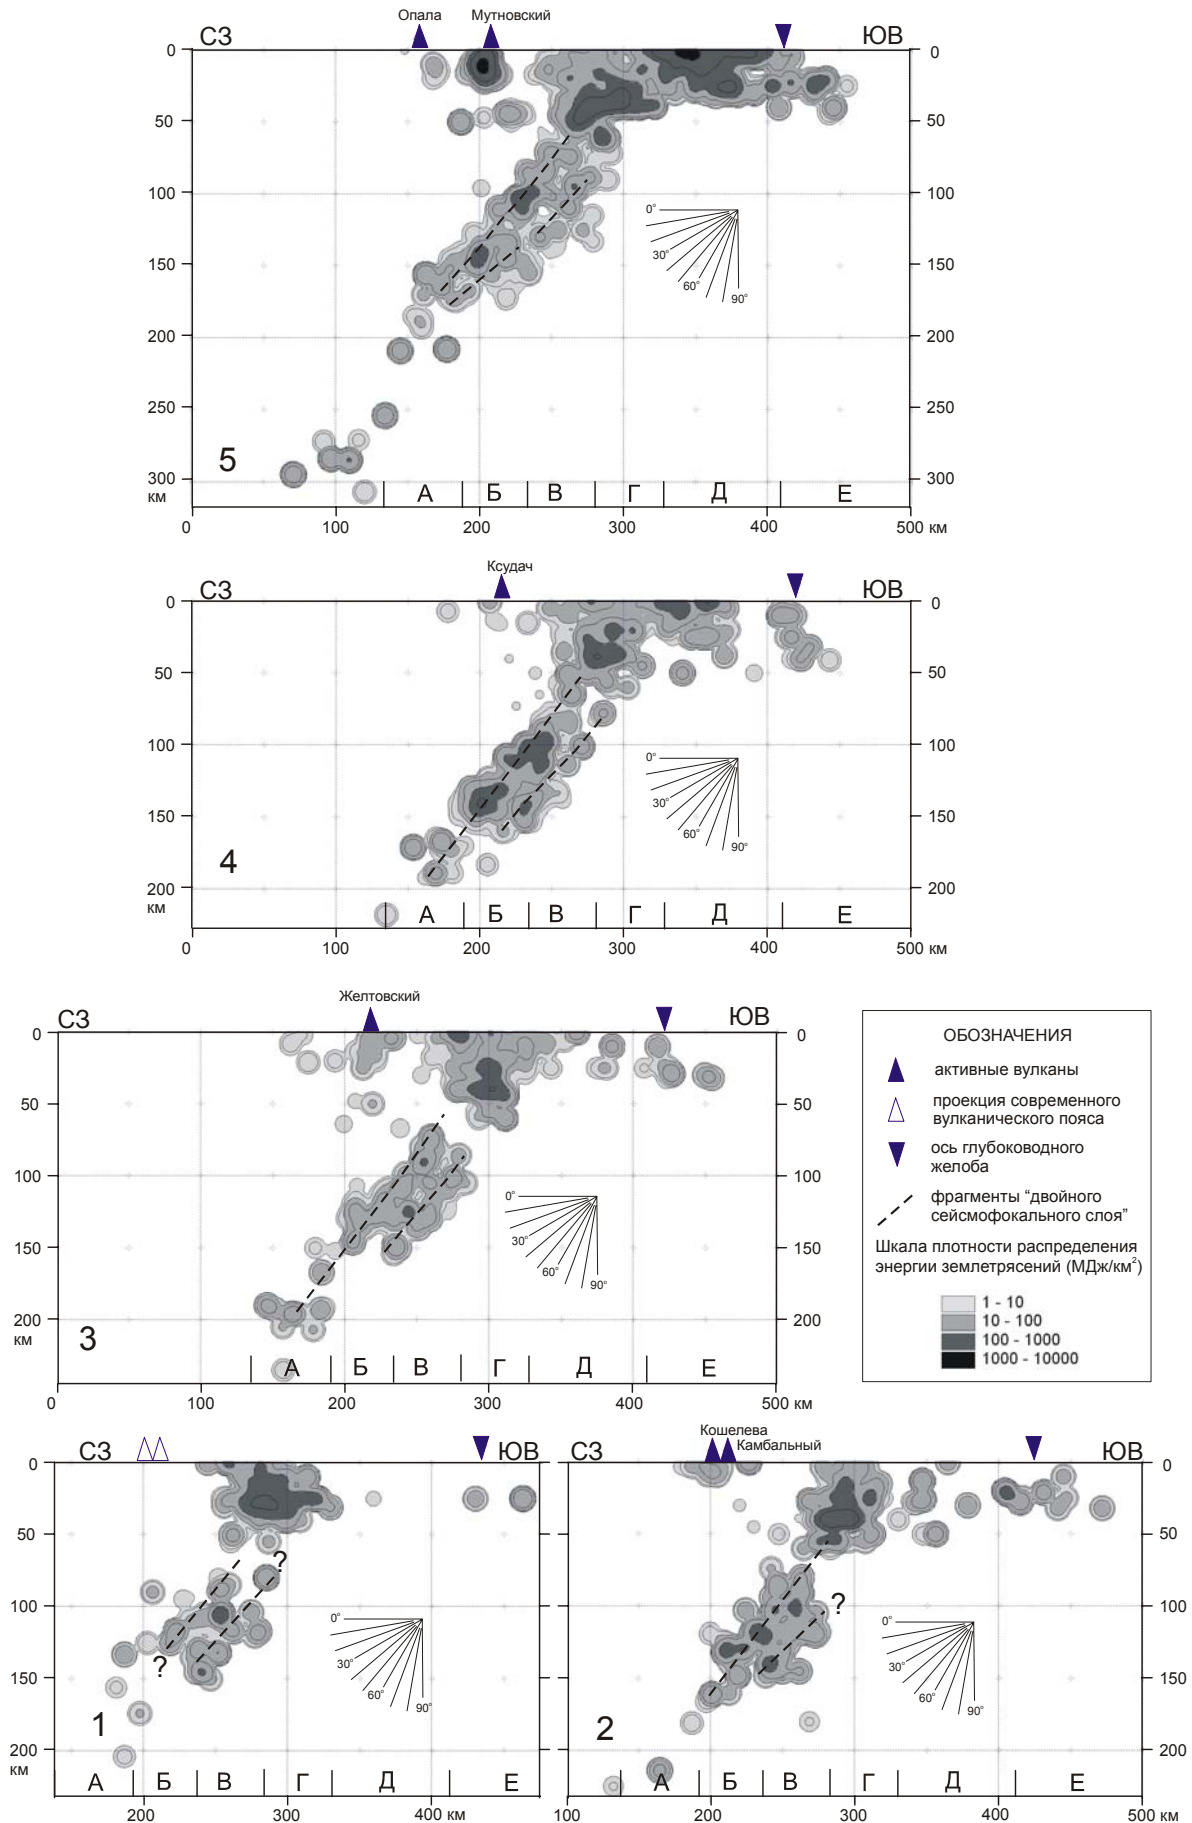 Опала
Мутновский
СЗ
ЮВ
0
0
50
50
100
100
0°
150
30°
150
60°
90°
200
200
250
250
5
300
300
км
А
Б
В
Г
Д
Е
0
100
200
300
400
500 км
Ксудач
СЗ
ЮВ
0
0
50
50
100
100
0°
30°
150
150
60°
90°
4
200
200
км
А
Б
В
Г
Д
Е
0
100
200
300
400
500 км
Желтовский
СЗ
ЮВ
0
0
50
50
100
100
0°
30°
150
150
60°
90°
200
200
км
3
А
Б
В
Г
Д
Е
0
100
200
300
400
500 км
ОБОЗНАЧЕНИЯ
активные вулканы
проекция современного
вулканического пояса
ось глубоководного
желоба
фрагменты “двойного
сейсмофокального слоя”
Шкала плотности распределения
энергии землетрясений (МДж/км²)
1 - 10
10 - 100
100 - 1000
1000 - 10000
СЗ
ЮВ
0
50
?
100
0°
?
30°
150
60°
90°
1
200
км
А
Б
В
Г
Д
Е
200
300
400 км
Кошелева
Камбальный
СЗ
ЮВ
0
50
?
100
0°
30°
150
60°
90°
2
200
А
Б
В
Г
Д
Е
100
200
300
400
500 км